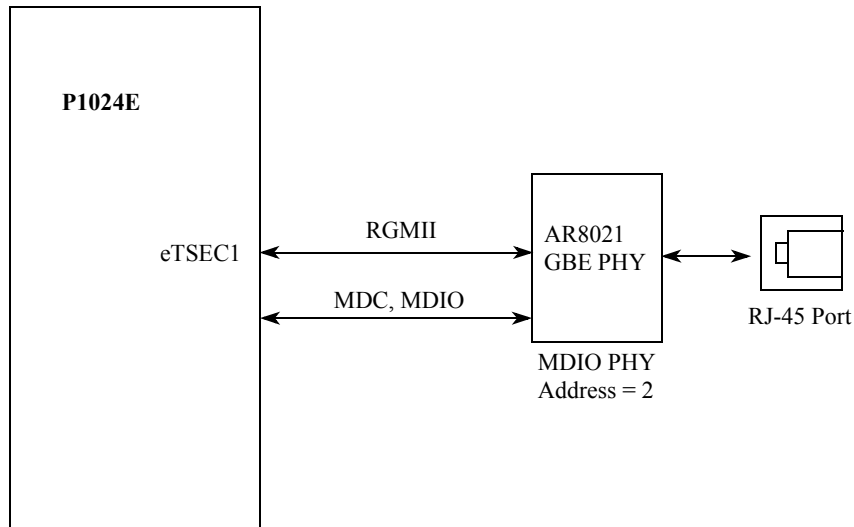 P1024E
eTSEC1
RGMII
MDC, MDIO
AR8021
GBE PHY
MDIO PHY
Address = 2
RJ-45 Port